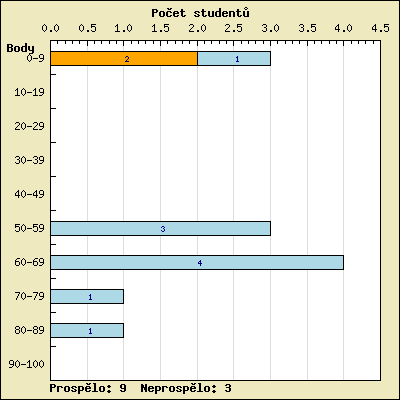 Počet studentů
0.0 0.5 1.0 1.5 2.0 2.5 3.0 3.5 4.0 4.5
Body
0-9 2 1
10-19
20-29
30-39
40-49
50-59 3
60-69 4
70-79 1
80-89 1
90-100
Prospělo: 9 Neprospělo: 3